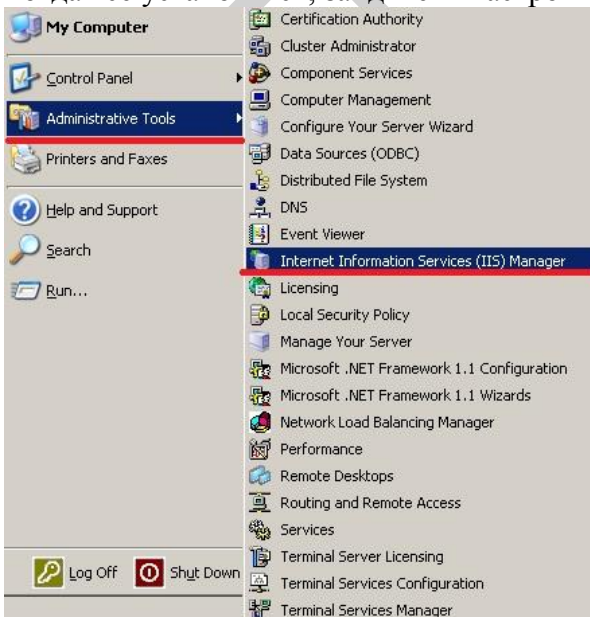 My Computer
Control Panel
Administrative Tools
Printers and Faxes
Help and Support
Search
Run...
Log Off
Shut Down
Certification Authority
Cluster Administrator
Component Services
Computer Management
Configure Your Server Wizard
Data Sources (ODBC)
Distributed File System
DNS
Event Viewer
Internet Information Services (IIS) Manager
Licensing
Local Security Policy
Manage Your Server
Microsoft .NET Framework 1.1 Configuration
Microsoft .NET Framework 1.1 Wizards
Network Load Balancing Manager
Performance
Remote Desktops
Routing and Remote Access
Services
Terminal Server Licensing
Terminal Services Configuration
Terminal Services Manager